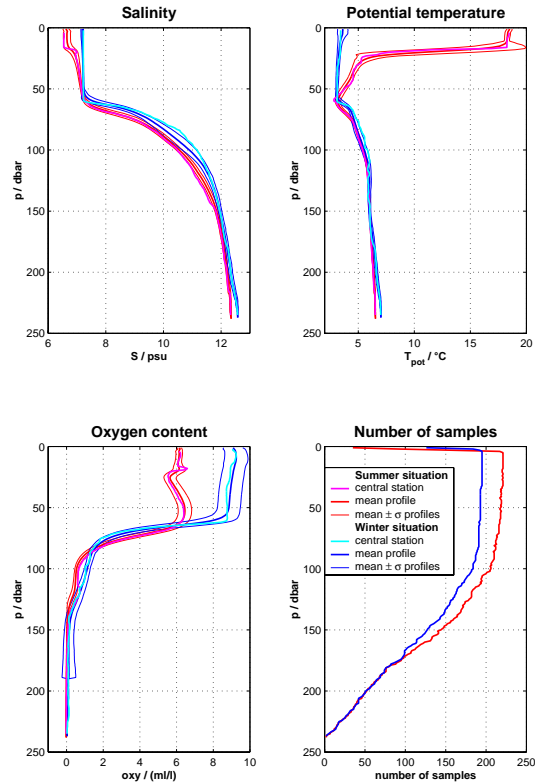 Salinity
0
50
100
150
200
250
p / dbar
6
8
10
12
S / psu
Potential temperature
0
50
100
150
200
250
p / dbar
5
10
15
20
T_pot / °C
Oxygen content
0
50
100
150
200
250
p / dbar
0
2
4
6
8
10
oxy / (ml/l)
Number of samples
0
50
100
150
200
250
p / dbar
Summer situation
central station
mean profile
mean ± σ profiles
Winter situation
central station
mean profile
mean ± σ profiles
0
50
100
150
200
250
number of samples